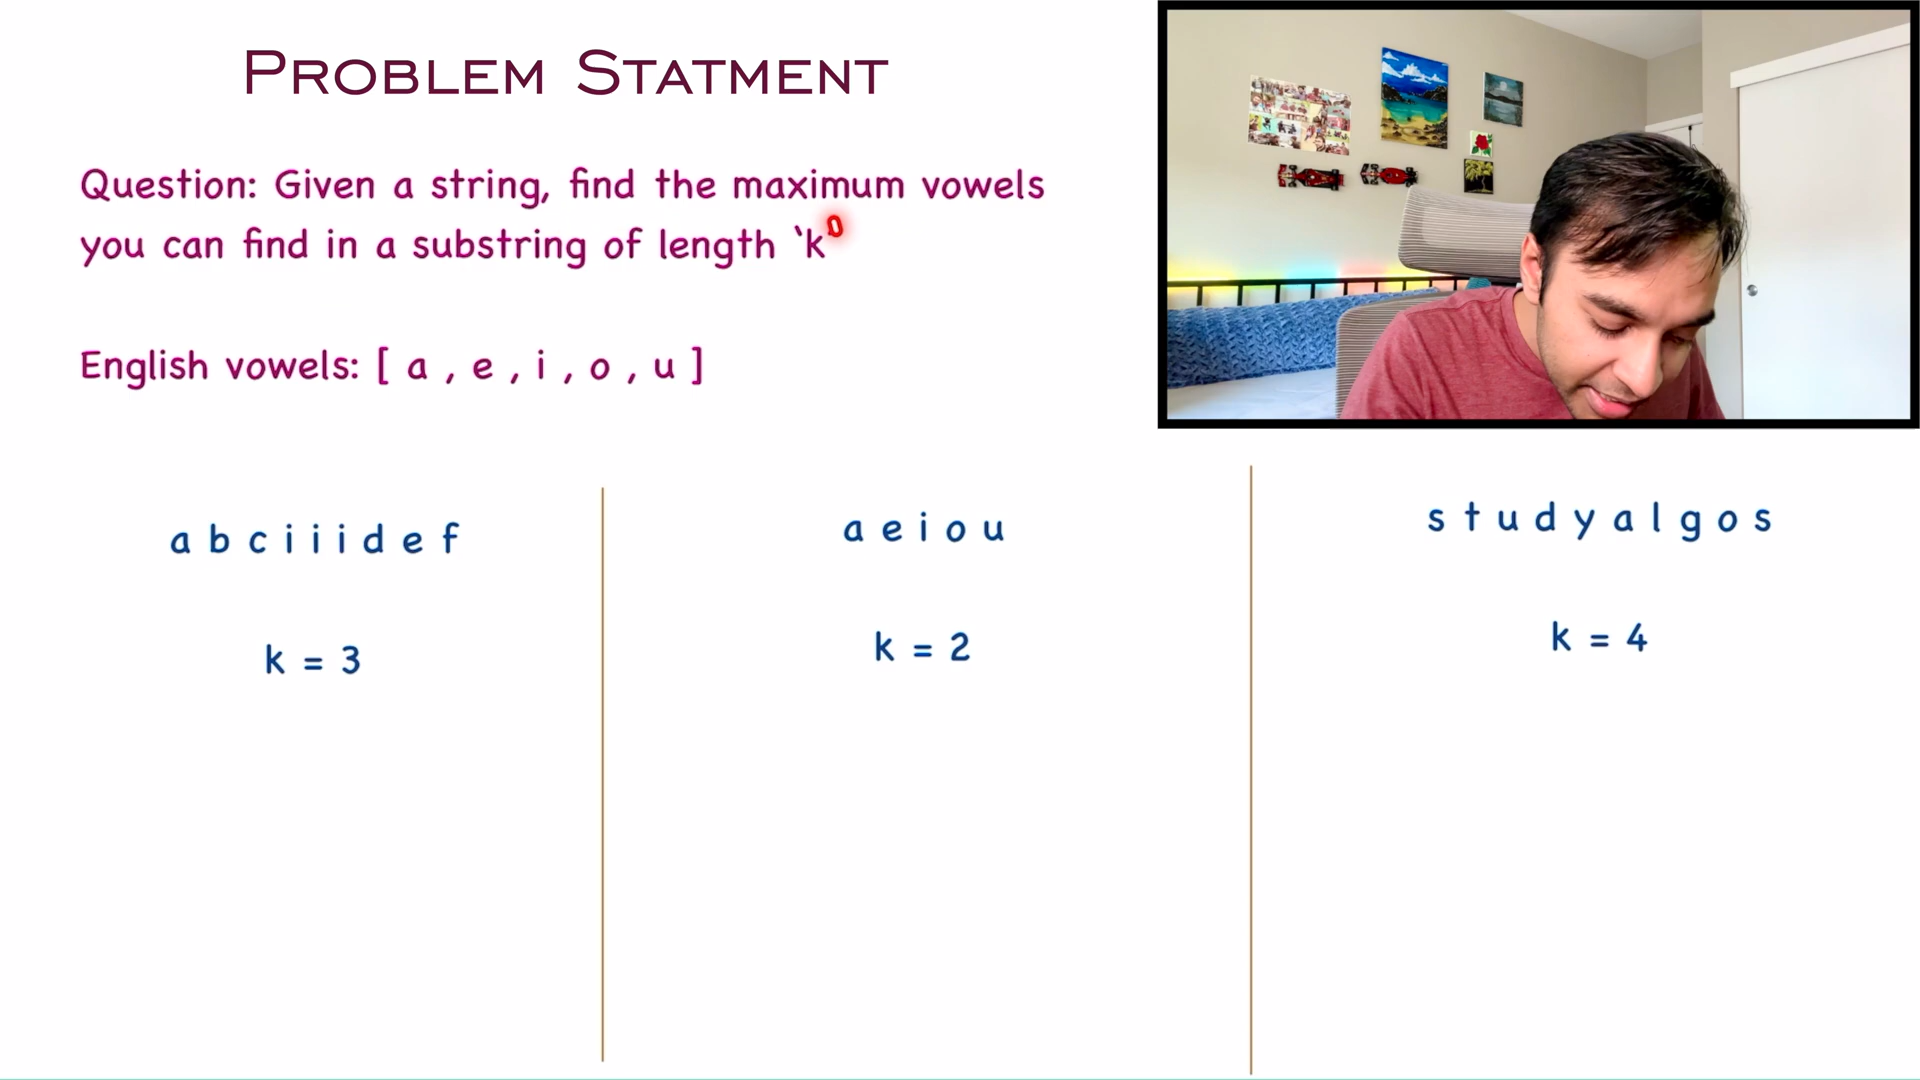 PROBLEM STATMENT
Question: Given a string, find the maximum vowels
you can find in a substring of length ‘k
English vowels: [ a , e , i , o , u ]
a b c i i i d e f
k = 3
a e i o u
k = 2
s t u d y a l g o s
k = 4